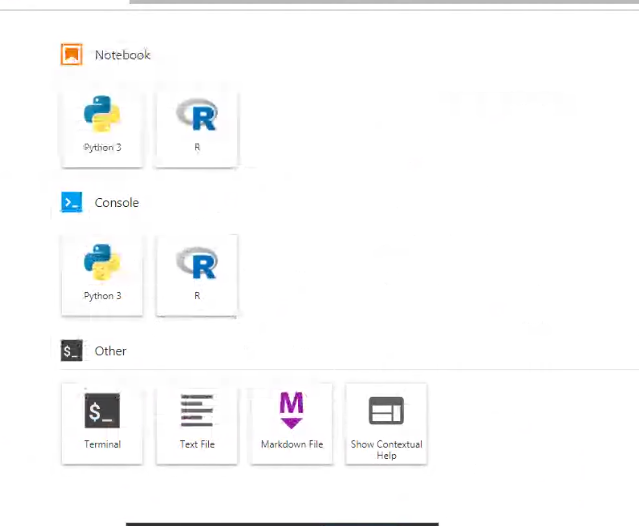 Notebook
Python 3
R
R
Console
Python 3
R
R
$_ Other
$_
M
Terminal
Text File
Markdown File
Show Contextual
Help